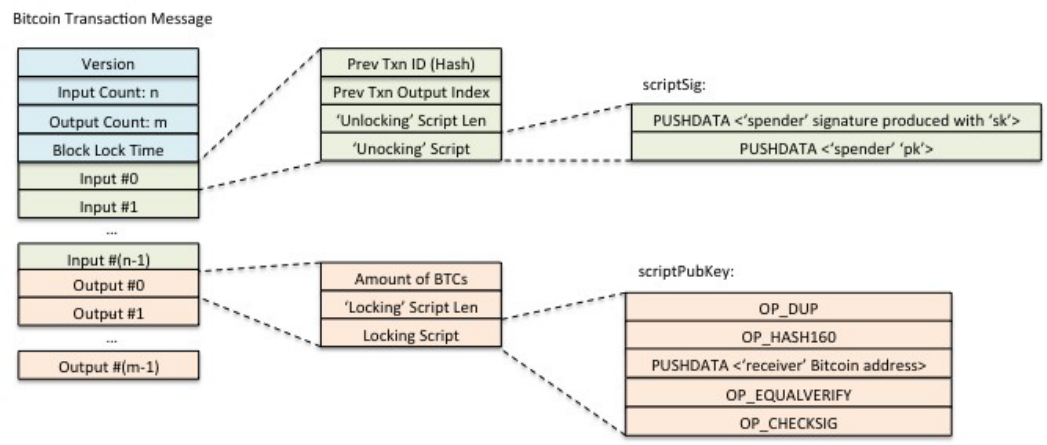 Bitcoin Transaction Message
Version
Input Count: n
Output Count: m
Block Lock Time
Input #0
Input #1
...
Input #(n-1)
Output #0
Output #1
...
Output #(m-1)
Prev Txn ID (Hash)
Prev Txn Output Index
‘Unlocking’ Script Len
‘Unocking’ Script
scriptSig:
PUSHDATA <‘spender’ signature produced with ‘sk’>
PUSHDATA <‘spender’ ‘pk’>
Amount of BTCs
‘Locking’ Script Len
Locking Script
scriptPubKey:
OP_DUP
OP_HASH160
PUSHDATA <‘receiver’ Bitcoin address>
OP_EQUALVERIFY
OP_CHECKSIG